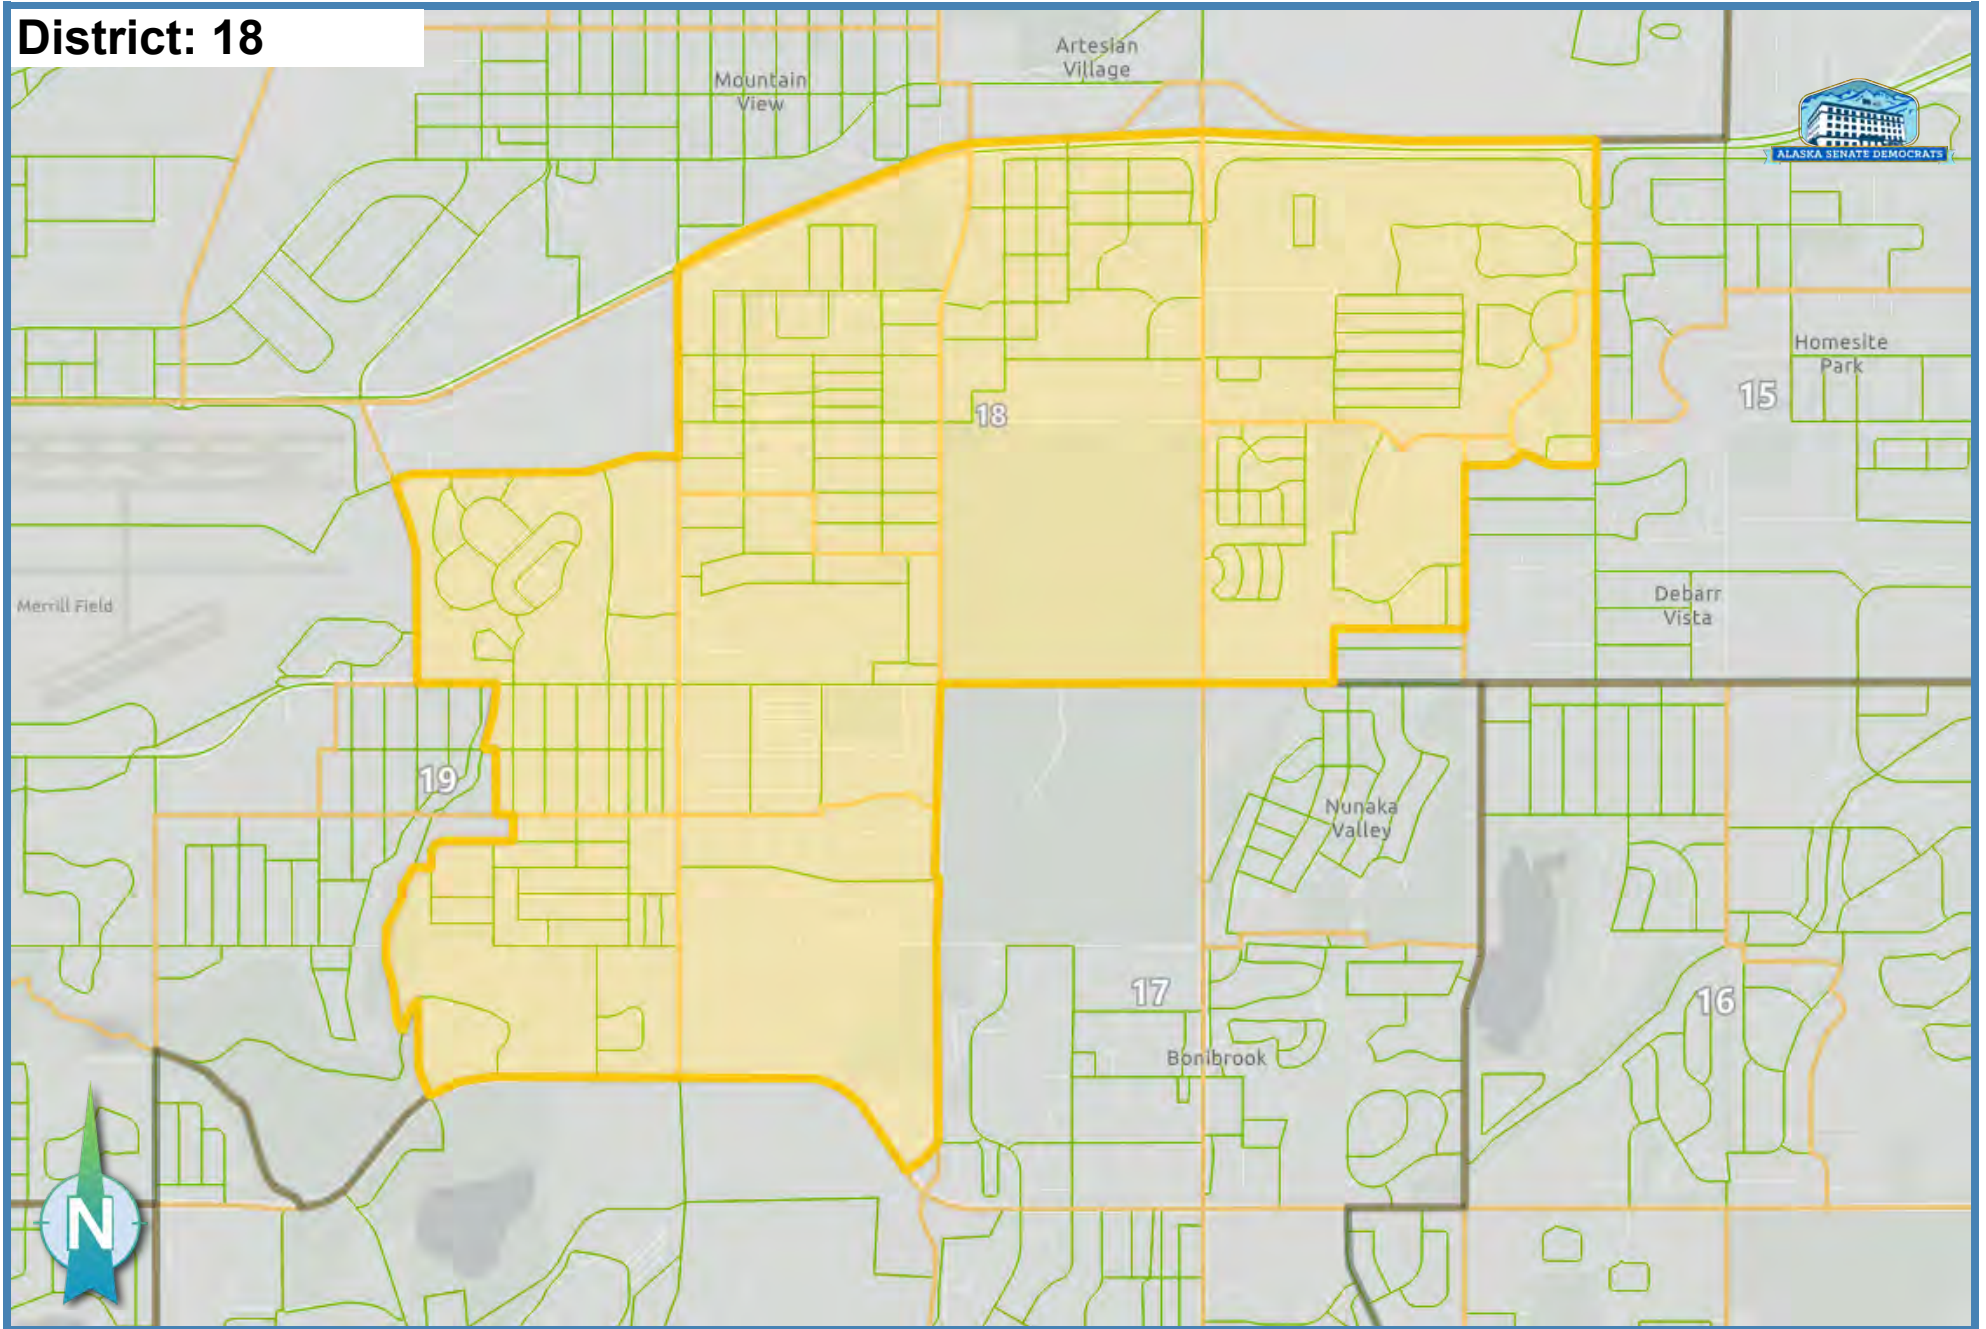 District: 18
Artesian
Village
Mountain
View
ALASKA SENATE DEMOCRATS
Homesite
Park
15
18
Debarr
Vista
Merrill Field
19
Nunaka
Valley
17
16
Bonibrook
N